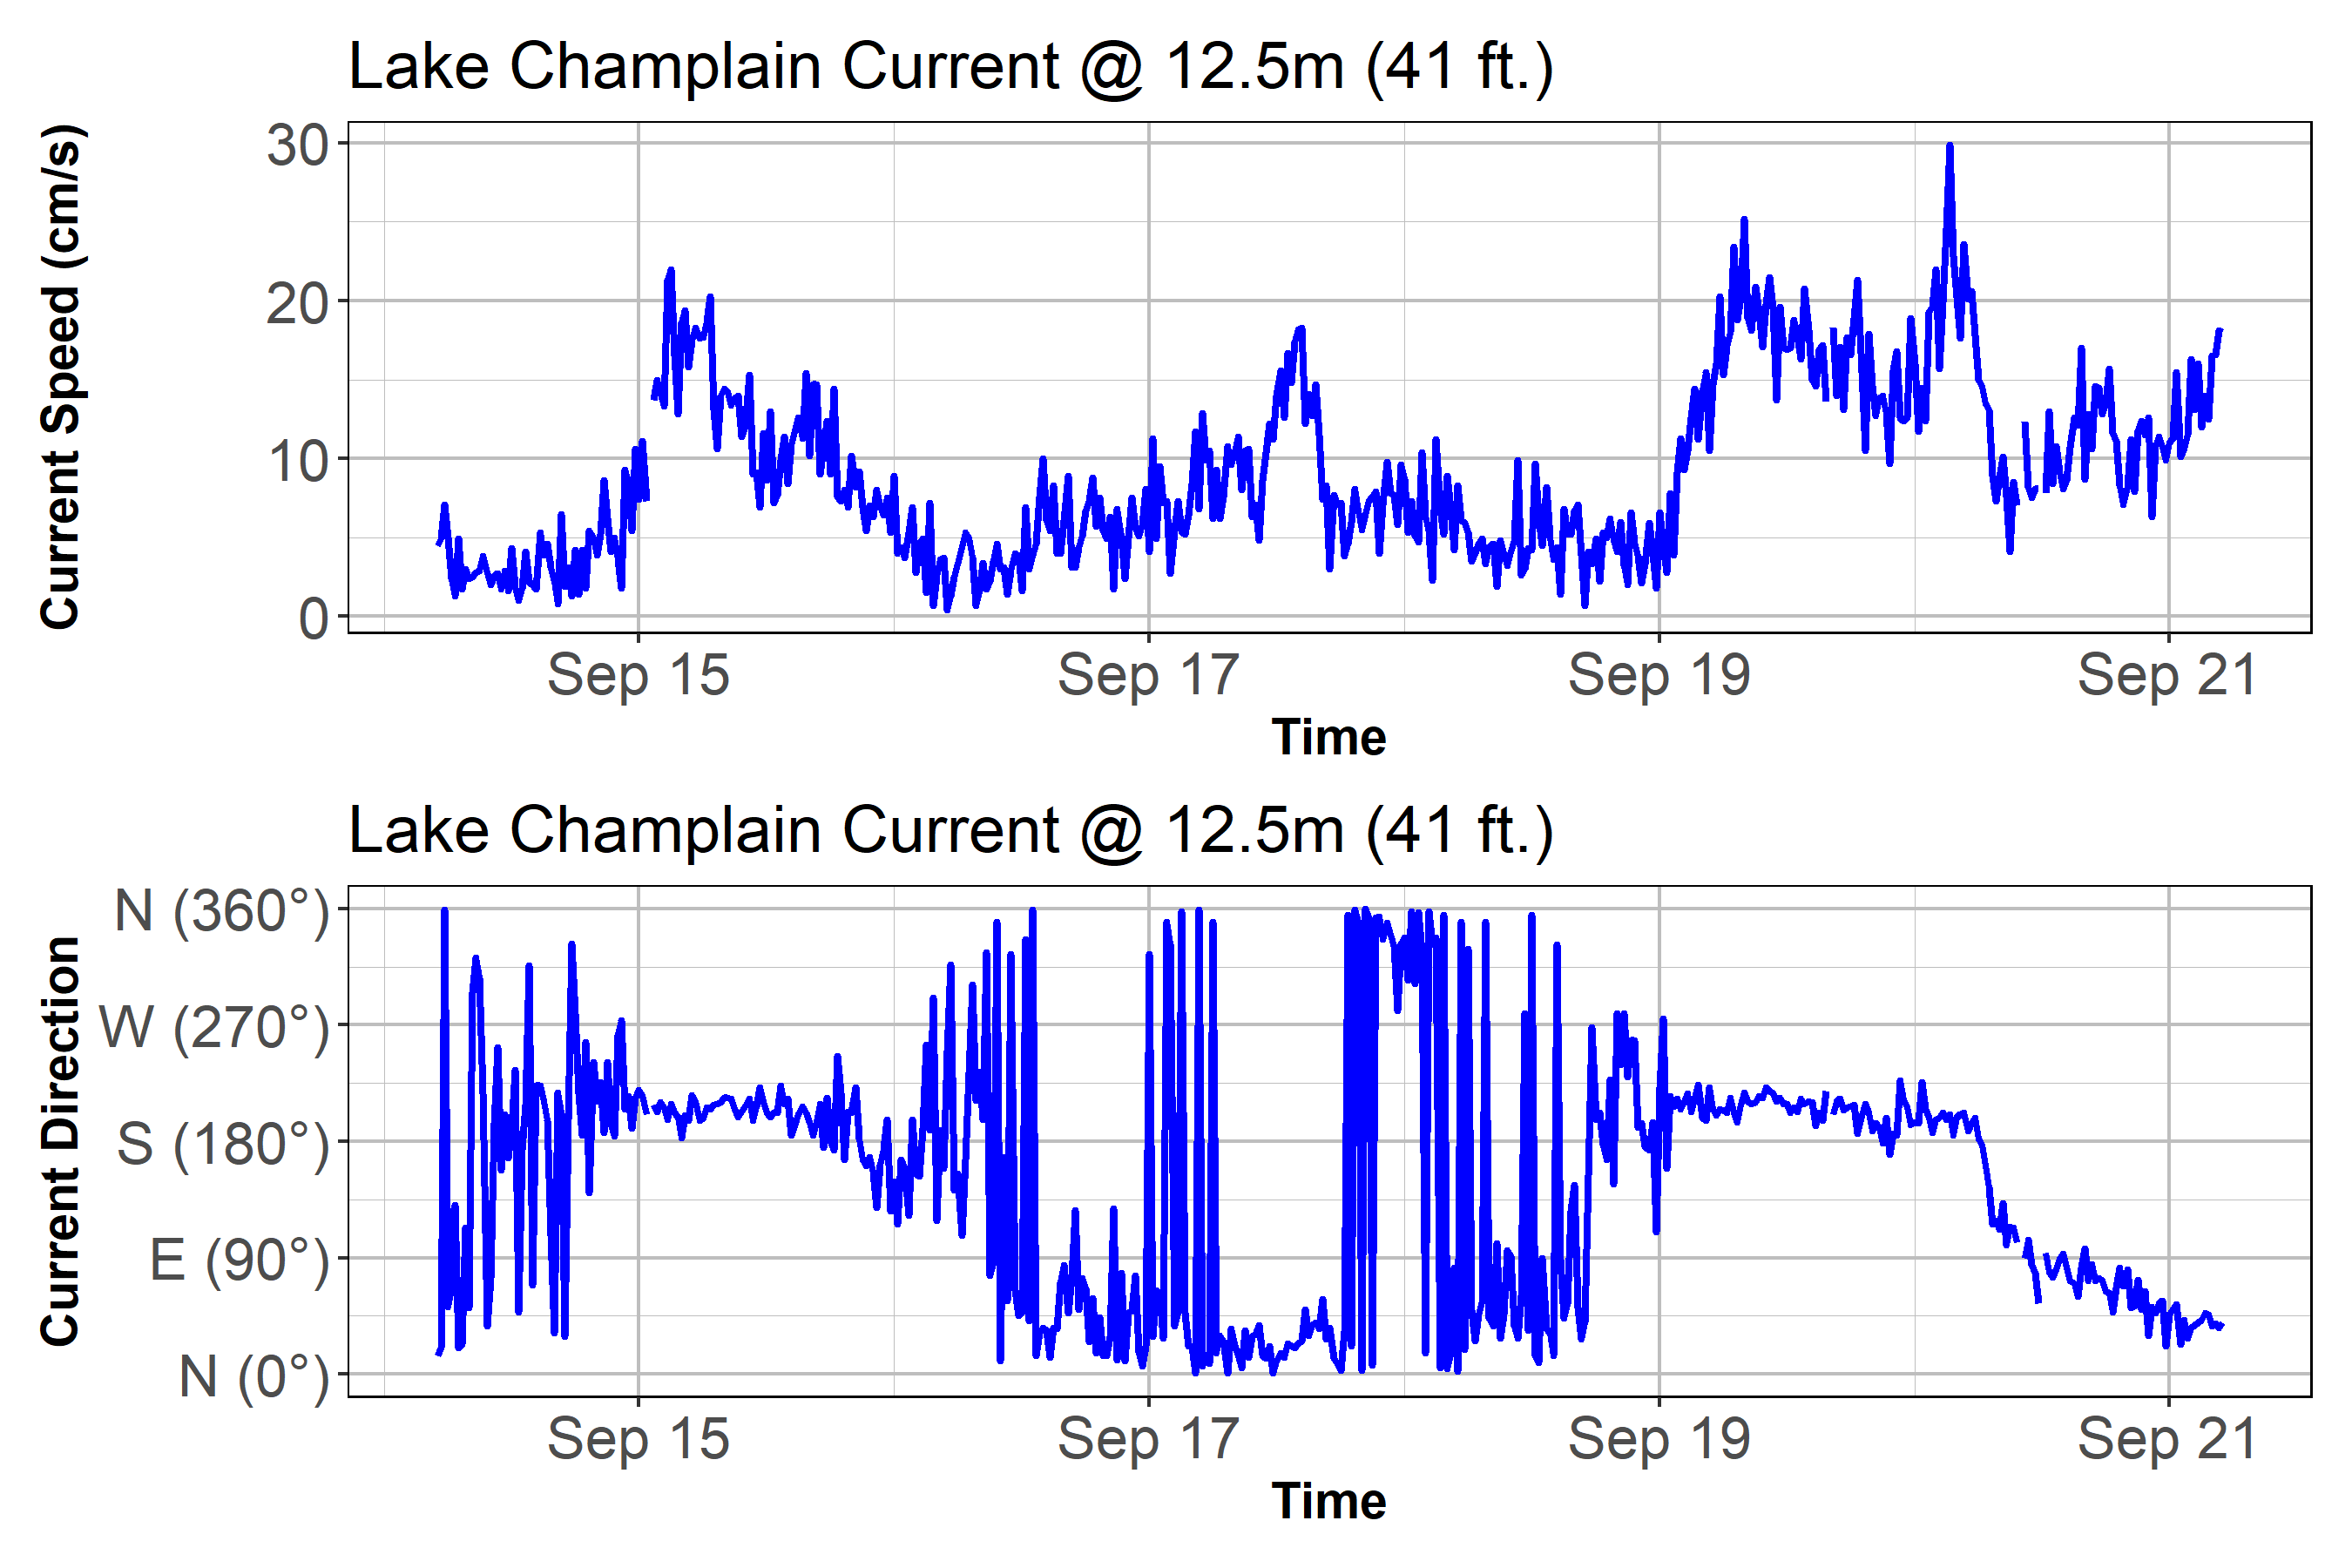 Lake Champlain Current @ 12.5m (41 ft.)
Current Speed (cm/s)
30
20
10
0
Sep 15 Sep 17 Sep 19 Sep 21
Time
Lake Champlain Current @ 12.5m (41 ft.)
Current Direction
N (360°)
W (270°)
S (180°)
E (90°)
N (0°)
Sep 15 Sep 17 Sep 19 Sep 21
Time